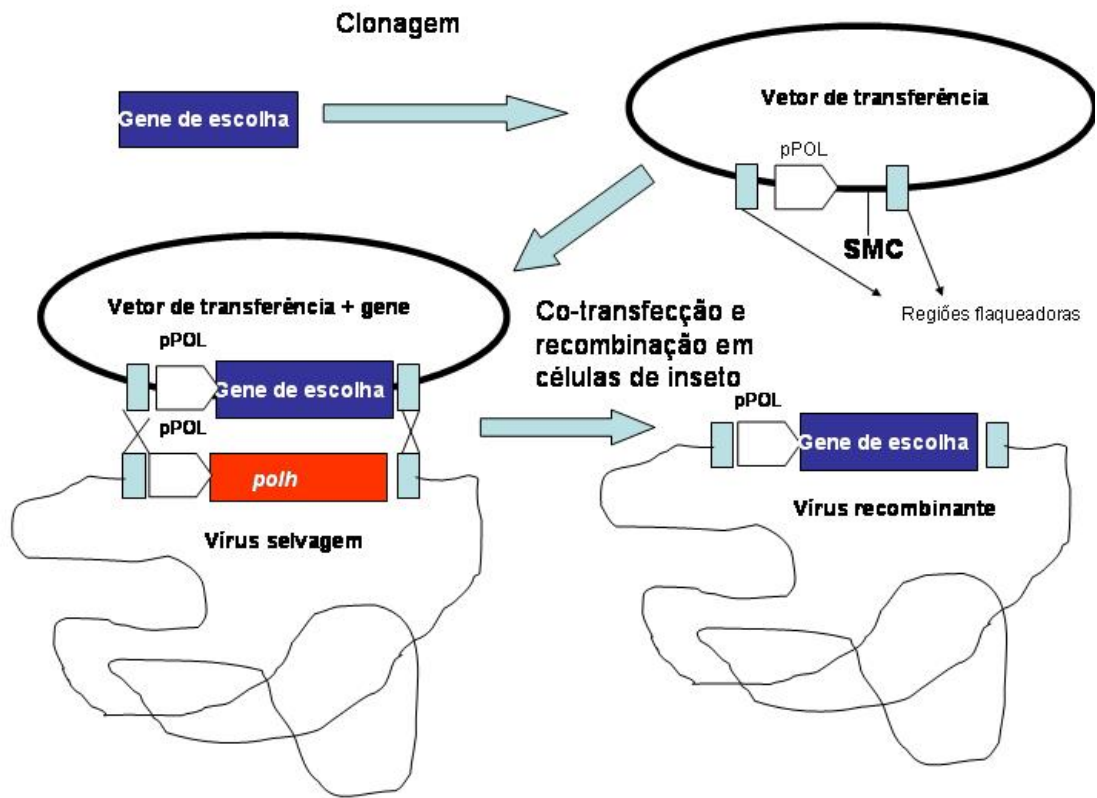 Clonagem
Gene de escolha
Vetor de transferência
pPOL
SMC
Regiões flaqueadoras
Vetor de transferência + gene
pPOL
Gene de escolha
pPOL
polh
Vírus selvagem
Co-transfecção e
recombinação em
células de inseto
pPOL
Gene de escolha
Vírus recombinante